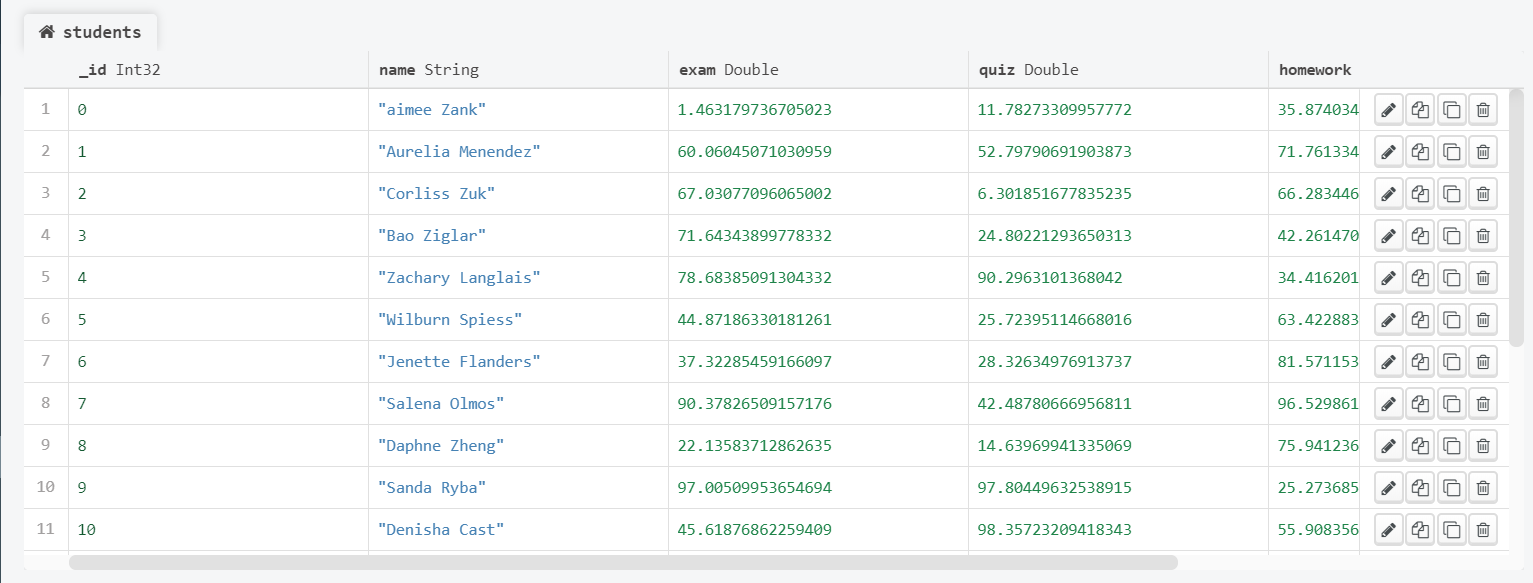 students
_id Int32 name String exam Double quiz Double homework
1 0 "aimee Zank" 1.463179736705023 11.78273309957772 35.874034
2 1 "Aurelia Menendez" 60.06045071030959 52.79790691903873 71.761334
3 2 "Corliss Zuk" 67.03077096065002 6.301851677835235 66.283446
4 3 "Bao Ziglar" 71.64343899778332 24.80221293650313 42.261470
5 4 "Zachary Langlais" 78.68385091304332 90.2963101368042 34.416201
6 5 "Wilburn Spiess" 44.87186330181261 25.72395114668016 63.422883
7 6 "Jenette Flanders" 37.32285459166097 28.32634976913737 81.571153
8 7 "Salena Olmos" 90.37826509157176 42.48780666956811 96.529861
9 8 "Daphne Zheng" 22.13583712862635 14.63969941335069 75.941236
10 9 "Sanda Ryba" 97.00509953654694 97.80449632538915 25.273685
11 10 "Denisha Cast" 45.61876862259409 98.35723209418343 55.908356